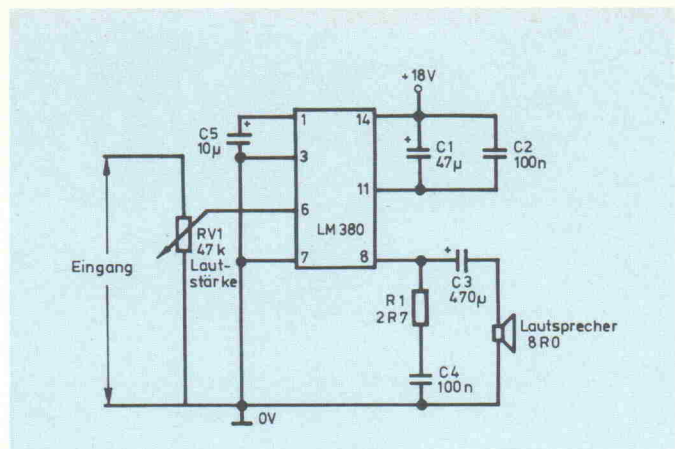 +18V
C5
10µ
+
1
3
6
7
14
11
8
LM 380
+
C1
47µ
C2
100n
Eingang
RV1
47k
Laut-
stärke
+
C3
470µ
R1
2R7
C4
100n
Lautsprecher
8R0
0V